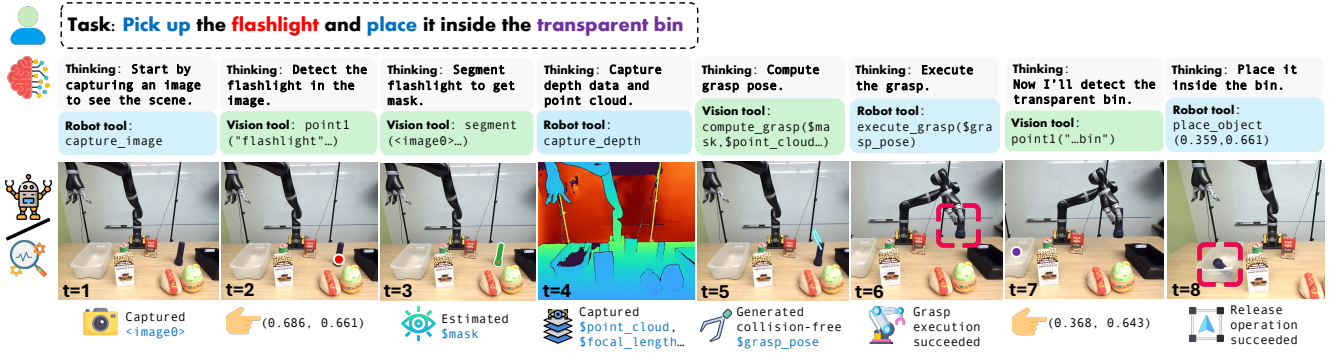 Task: Pick up the flashlight and place it inside the transparent bin
Thinking: Start by
capturing an image
to see the scene.
Robot tool:
capture_image
Thinking: Detect the
flashlight in the
image.
Vision tool: point1
("flashlight"…)
Thinking: Segment
flashlight to get
mask.
Vision tool: segment
(<image0>…)
Thinking: Capture
depth data and
point cloud.
Robot tool:
capture_depth
Thinking: Compute
grasp pose.
Vision tool:
compute_grasp($ma
sk,$point_cloud…)
Thinking: Execute
the grasp.
Robot tool:
execute_grasp($gra
sp_pose)
Thinking:
Now I'll detect the
transparent bin.
Vision tool:
point1("…bin")
Thinking: Place it
inside the bin.
Robot tool:
place_object
(0.359,0.661)
t=1
t=2
t=3
t=4
t=5
t=6
t=7
t=8
Captured
<image0>
(0.686, 0.661)
Estimated
$mask
Captured
$point_cloud,
$focal_length…
Generated
collision-free
$grasp_pose
Grasp
execution
succeeded
(0.368, 0.643)
Release
operation
succeeded